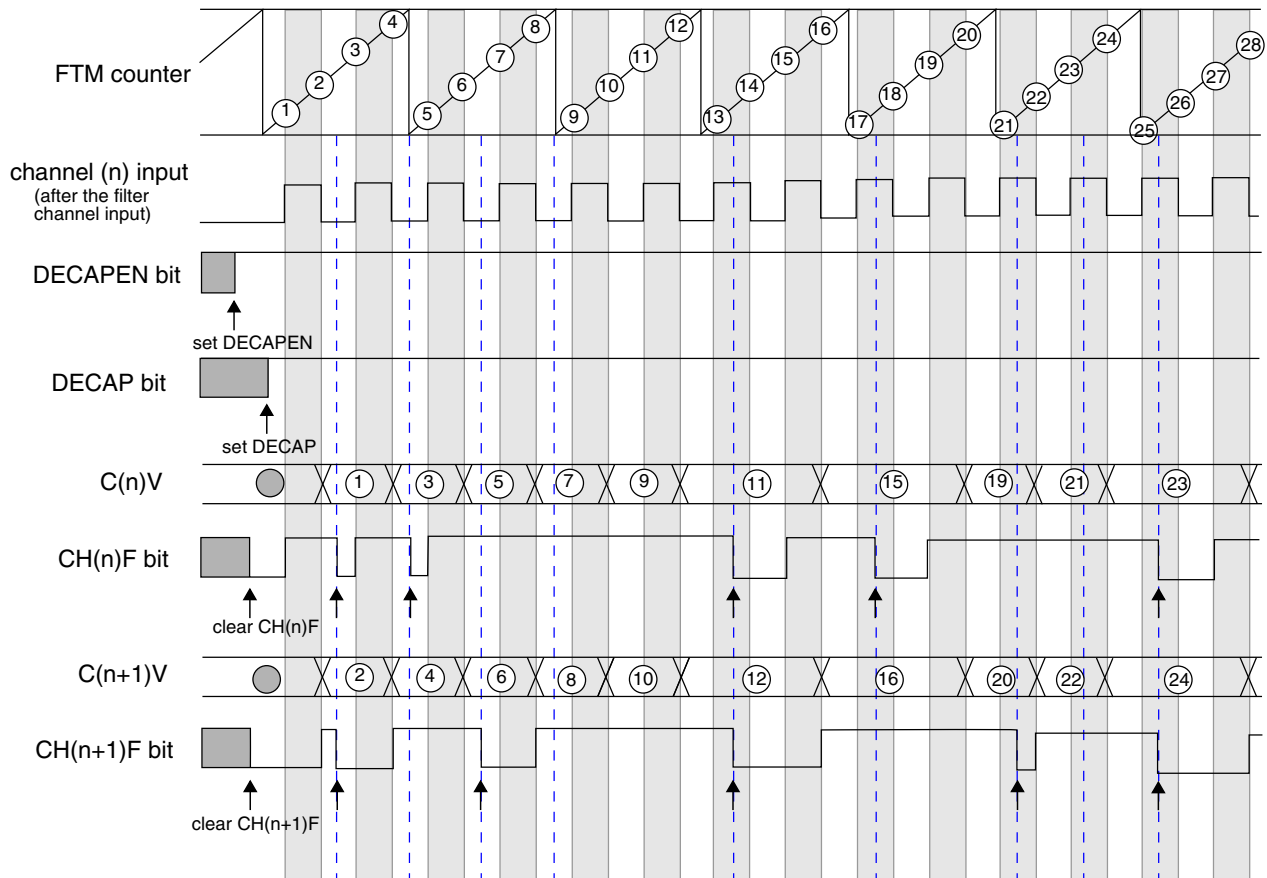 FTM counter
1 2 3 4 5 6 7 8 9 10 11 12 13 14 15 16 17 18 19 20 21 22 23 24 25 26 27 28
channel (n) input
(after the filter
channel input)
DECAPEN bit
set DECAPEN
DECAP bit
set DECAP
C(n)V
1 3 5 7 9 11 15 19 21 23
CH(n)F bit
clear CH(n)F
C(n+1)V
2 4 6 8 10 12 16 20 22 24
CH(n+1)F bit
clear CH(n+1)F